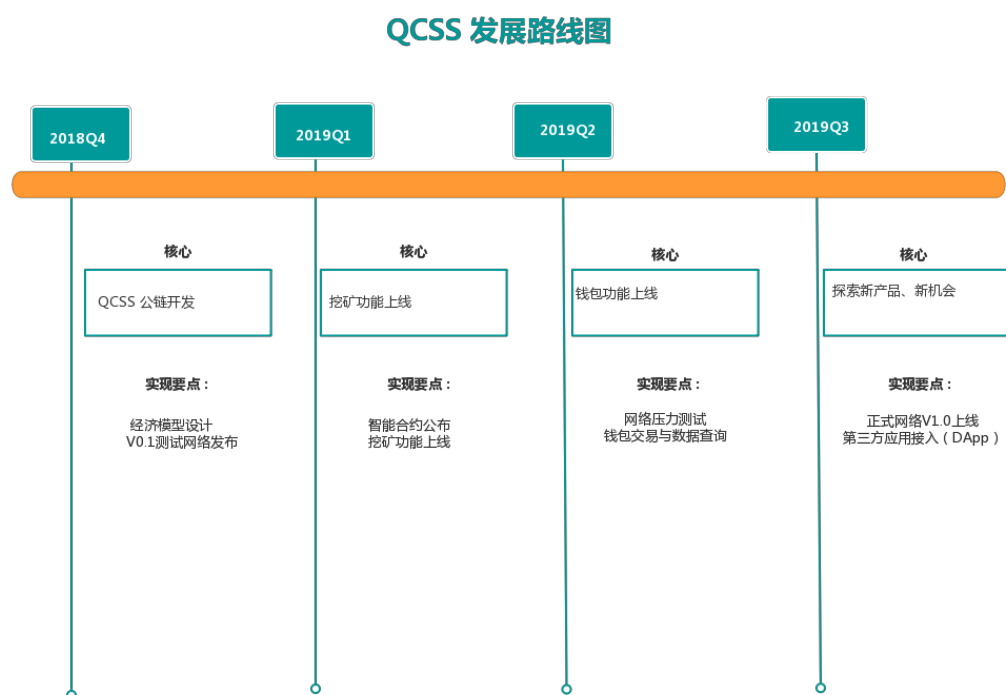 QCSS 发展路线图
2018Q4
2019Q1
2019Q2
2019Q3
核心
QCSS 公链开发
实现要点：
经济模型设计
V0.1测试网络发布
核心
挖矿功能上线
实现要点：
智能合约公布
挖矿功能上线
核心
钱包功能上线
实现要点：
网络压力测试
钱包交易与数据查询
核心
探索新产品、新机会
实现要点：
正式网络V1.0上线
第三方应用接入（DApp）